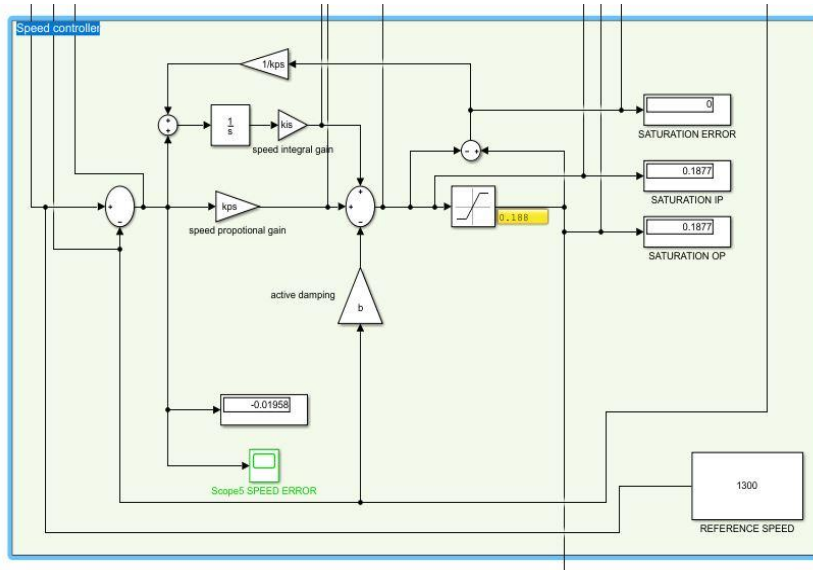 Speed controller
1/kps
0
SATURATION ERROR
1
s
kis
speed integral gain
0.1877
SATURATION IP
kps
0.188
speed propotional gain
0.1877
SATURATION OP
active damping
b
-0.01958
Scope5 SPEED ERROR
1300
REFERENCE SPEED